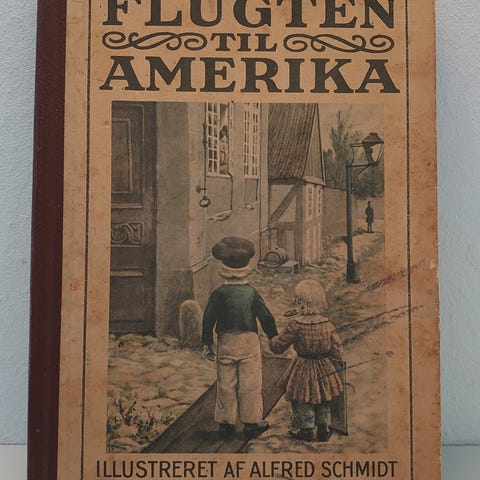 FLUGTEN
TIL
AMERIKA
ILLUSTRERET AF ALFRED SCHMIDT